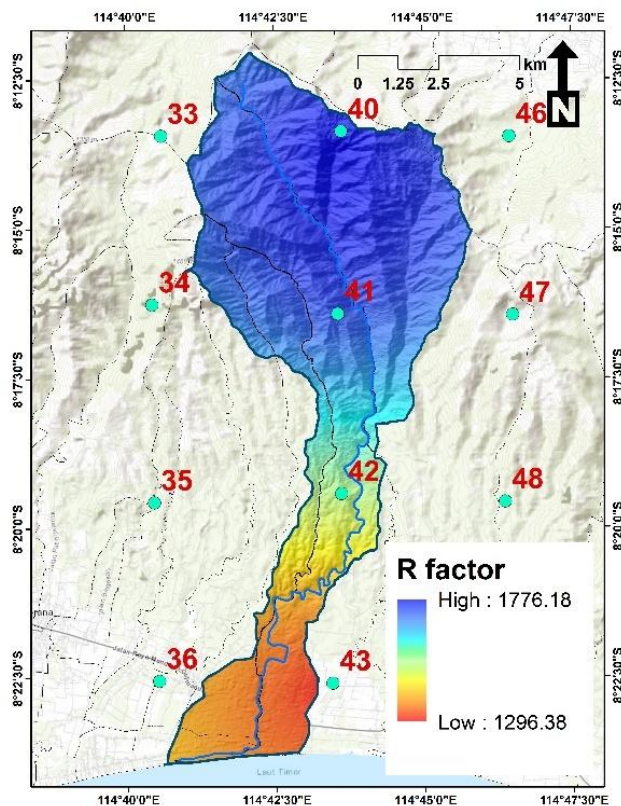 114°40'0"E 114°42'30"E 114°45'0"E 114°47'30"E
8°12'30"S 8°12'30"S
km
0 1.25 2.5 5
N
33 40 46
8°15'0"S 8°15'0"S
34 41 47
8°17'30"S 8°17'30"S
35 42 48
8°20'0"S 8°20'0"S
R factor
High : 1776.18
Low : 1296.38
36 43
8°22'30"S 8°22'30"S
Laut Timor
114°40'0"E 114°42'30"E 114°45'0"E 114°47'30"E